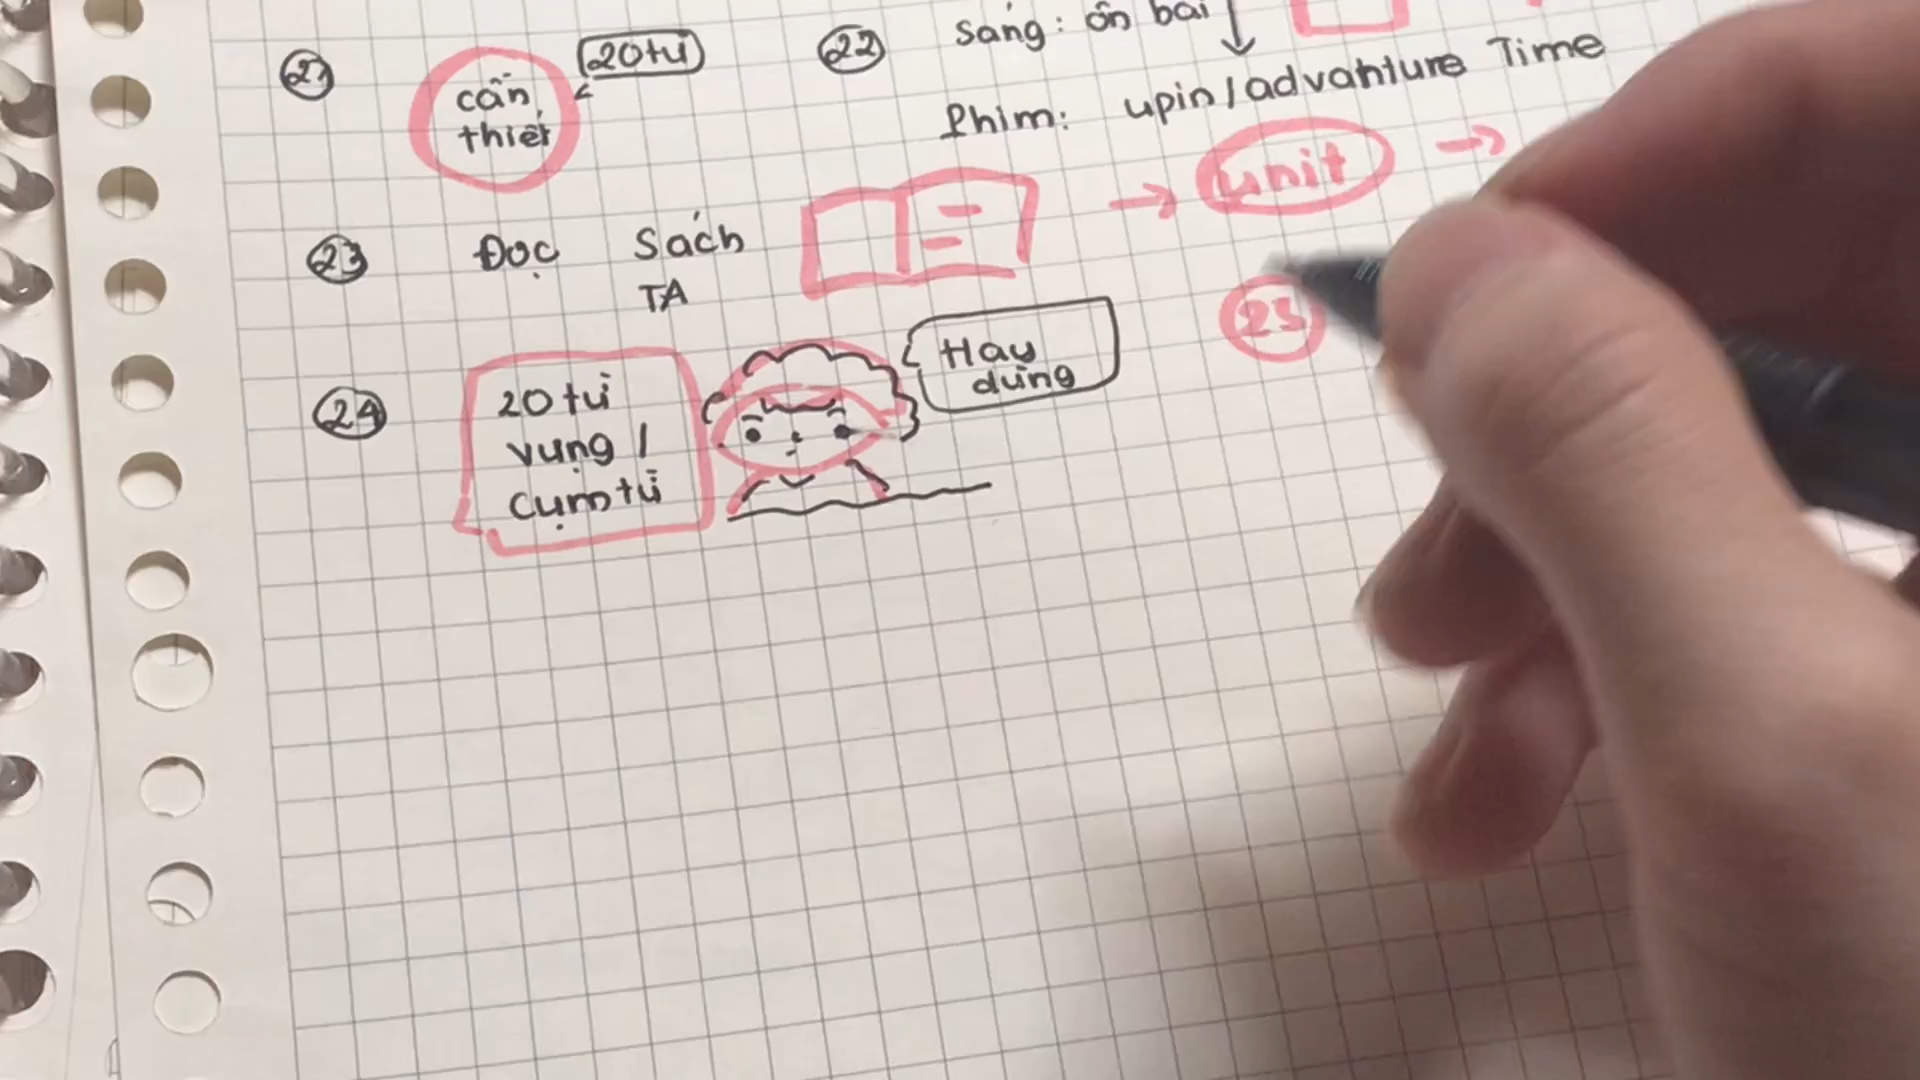 21
cần
thiết
20 từ
22
Sáng: ôn bài
Phim: upin/advanture Time
23
Đọc Sách
TA
unit
24
20 từ
vựng /
cụm từ
Hay
dùng
25